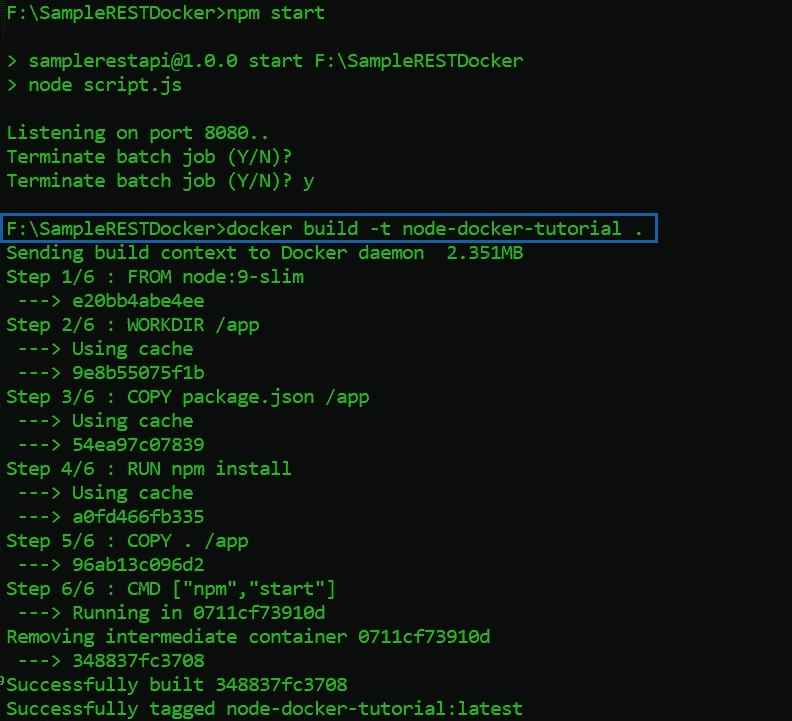 F:\SampleRESTDocker>npm start
> samplerestapi@1.0.0 start F:\SampleRESTDocker
> node script.js
Listening on port 8080..
Terminate batch job (Y/N)?
Terminate batch job (Y/N)? y
F:\SampleRESTDocker>docker build -t node-docker-tutorial .
Sending build context to Docker daemon  2.351MB
Step 1/6 : FROM node:9-slim
 ---> e20bb4abe4ee
Step 2/6 : WORKDIR /app
 ---> Using cache
 ---> 9e8b55075f1b
Step 3/6 : COPY package.json /app
 ---> Using cache
 ---> 54ea97c07839
Step 4/6 : RUN npm install
 ---> Using cache
 ---> a0fd466fb335
Step 5/6 : COPY . /app
 ---> 96ab13c096d2
Step 6/6 : CMD ["npm","start"]
 ---> Running in 0711cf73910d
Removing intermediate container 0711cf73910d
 ---> 348837fc3708
Successfully built 348837fc3708
Successfully tagged node-docker-tutorial:latest